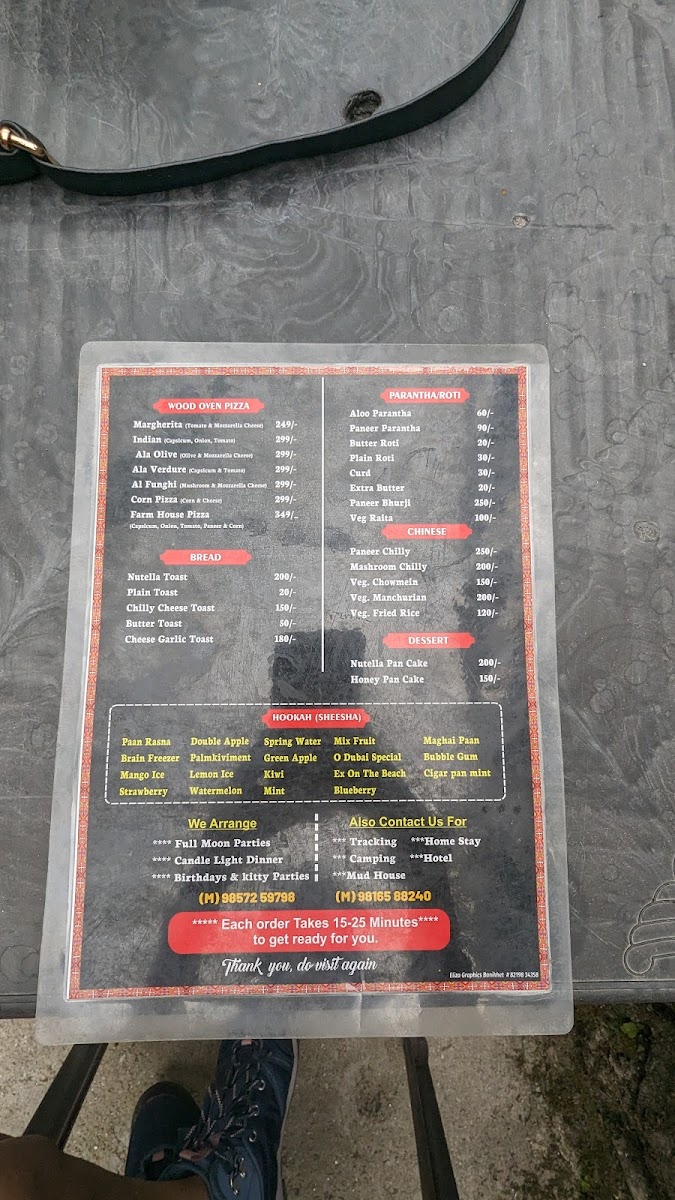 WOOD OVEN PIZZA
Margherita (Tomato & Mozzarella Cheese) 249/-
Indian (Capsicum, Onion, Tomato) 299/-
Ala Olive (Olive & Mozzarella Cheese) 299/-
Ala Verdure (Capsicum & Tomato) 299/-
Al Funghi (Mushroom & Mozzarella Cheese) 299/-
Corn Pizza (Corn & Cheese) 299/-
Farm House Pizza 349/-
(Capsicum, Onion, Tomato, Paneer & Corn)
BREAD
Nutella Toast 200/-
Plain Toast 20/-
Chilly Cheese Toast 150/-
Butter Toast 50/-
Cheese Garlic Toast 180/-
PARANTHA/ROTI
Aloo Parantha 60/-
Paneer Parantha 90/-
Butter Roti 20/-
Plain Roti 30/-
Curd 30/-
Extra Butter 20/-
Paneer Bhurji 250/-
Veg Raita 100/-
CHINESE
Paneer Chilly 250/-
Mashroom Chilly 200/-
Veg. Chowmein 150/-
Veg. Manchurian 200/-
Veg. Fried Rice 120/-
DESSERT
Nutella Pan Cake 200/-
Honey Pan Cake 150/-
HOOKAH (SHEESHA)
Paan Rasna Double Apple Spring Water Mix Fruit Maghai Paan
Brain Freezer Palmkiviment Green Apple O Dubai Special Bubble Gum
Mango Ice Lemon Ice Kiwi Ex On The Beach Cigar pan mint
Strawberry Watermelon Mint Blueberry
We Arrange
**** Full Moon Parties
**** Candle Light Dinner
**** Birthdays & kitty Parties
(M) 98572 59798
Also Contact Us For
*** Tracking ***Home Stay
*** Camping ***Hotel
***Mud House
(M) 98165 88240
***** Each order Takes 15-25 Minutes****
to get ready for you.
Thank you, do visit again
Eliza Graphics Banikhet # 82198 34358